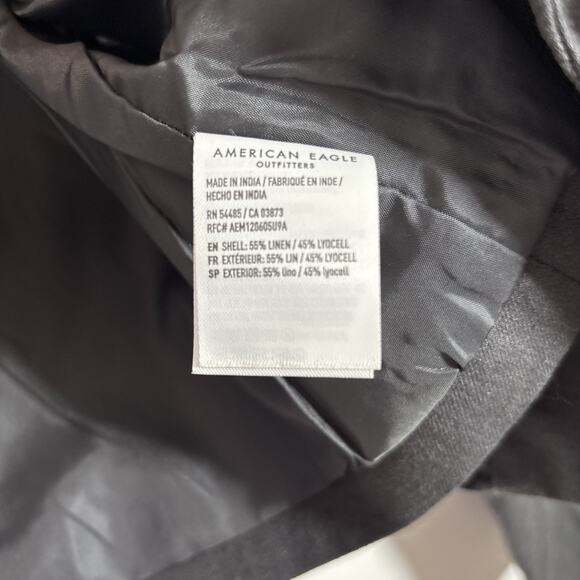 AMERICAN EAGLE
OUTFITTERS
MADE IN INDIA / FABRIQUÉ EN INDE /
HECHO EN INDIA
RN 54485 / CA 03873
RFC# AEM120605U9A
EN SHELL: 55% LINEN / 45% LYOCELL
FR EXTÉRIEUR: 55% LIN / 45% LYOCELL
SP EXTERIOR: 55% lino / 45% lyocell